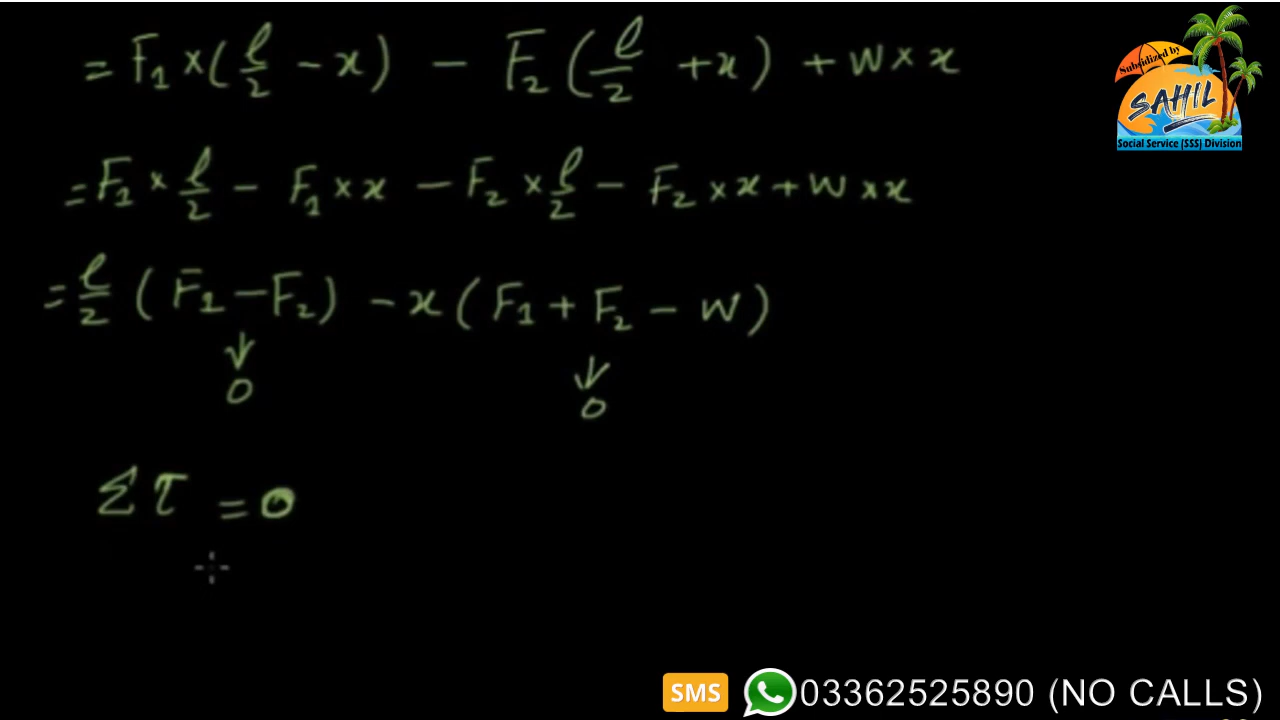 = F₁ × (ℓ/2 - x) - F₂ (ℓ/2 + x) + w × x
Subsidized by
SAHIL
Social Service (SSS) Division
= F₁ × ℓ/2 - F₁ × x - F₂ × ℓ/2 - F₂ × x + w × x
= ℓ/2 (F₁ - F₂) - x (F₁ + F₂ - w)
↓ ↓
0 0
Στ = 0
SMS 03362525890 (NO CALLS)